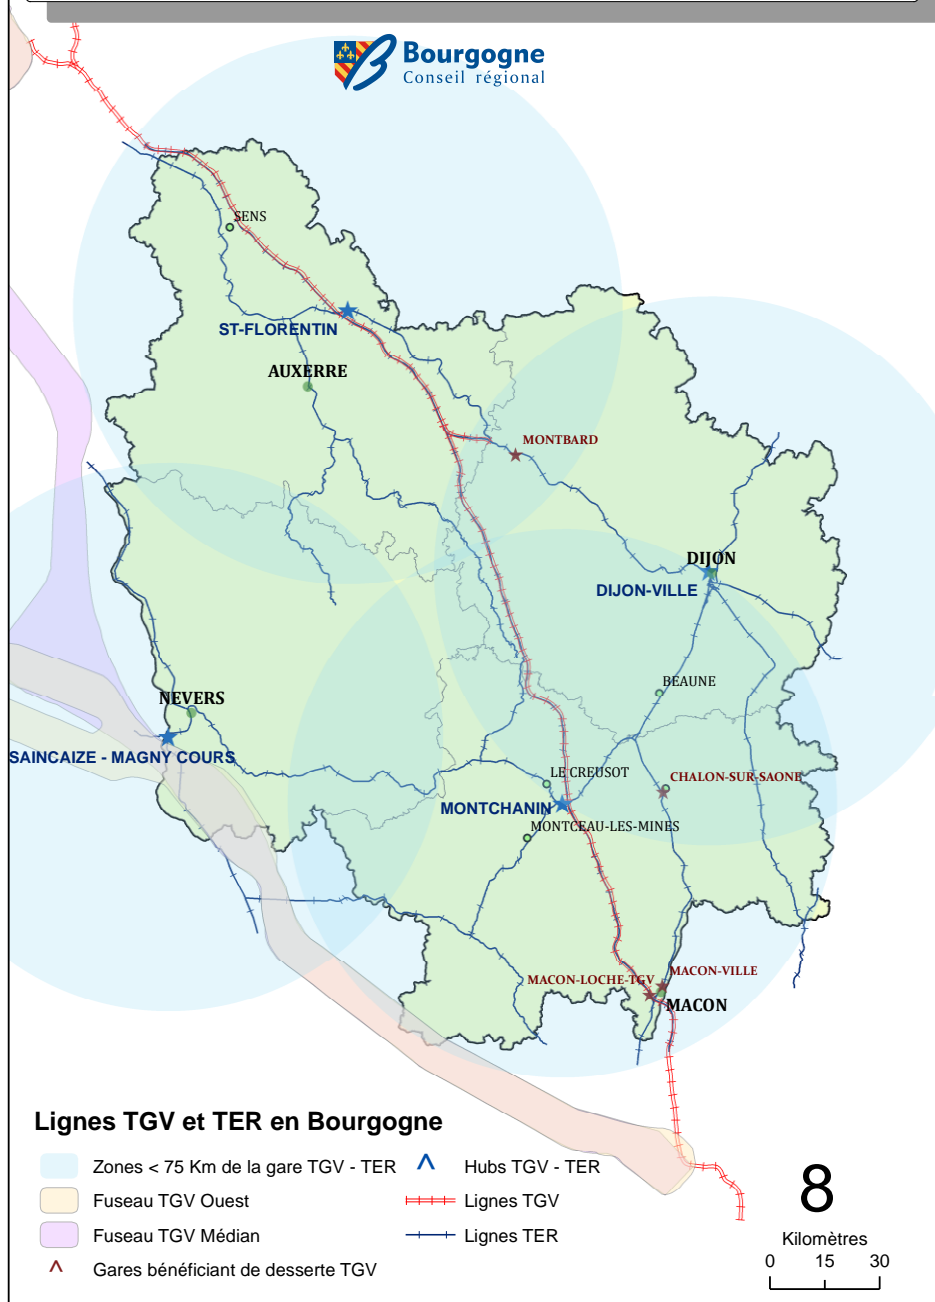 Bourgogne
Conseil régional
SENS
ST-FLORENTIN
AUXERRE
MONTBARD
DIJON
DIJON-VILLE
BEAUNE
NEVERS
SAINCAIZE - MAGNY COURS
LE CREUSOT
CHALON-SUR-SAONE
MONTCHANIN
MONTCEAU-LES-MINES
MACON-VILLE
MACON-LOCHE-TGV
MACON
Lignes TGV et TER en Bourgogne
Zones < 75 Km de la gare TGV - TER
Hubs TGV - TER
Fuseau TGV Ouest
Lignes TGV
Fuseau TGV Médian
Lignes TER
Gares bénéficiant de desserte TGV
8
Kilomètres
0 15 30